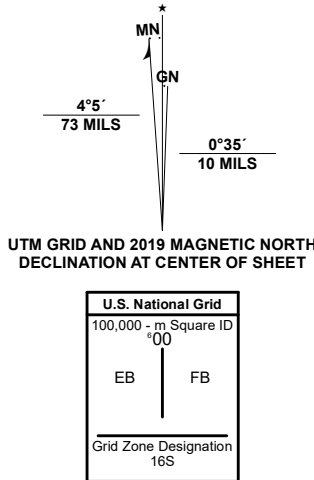 ★
MN
GN
4°5´
73 MILS
0°35´
10 MILS
UTM GRID AND 2019 MAGNETIC NORTH
DECLINATION AT CENTER OF SHEET
U.S. National Grid
100,000 - m Square ID
⁶00
EB FB
Grid Zone Designation
16S